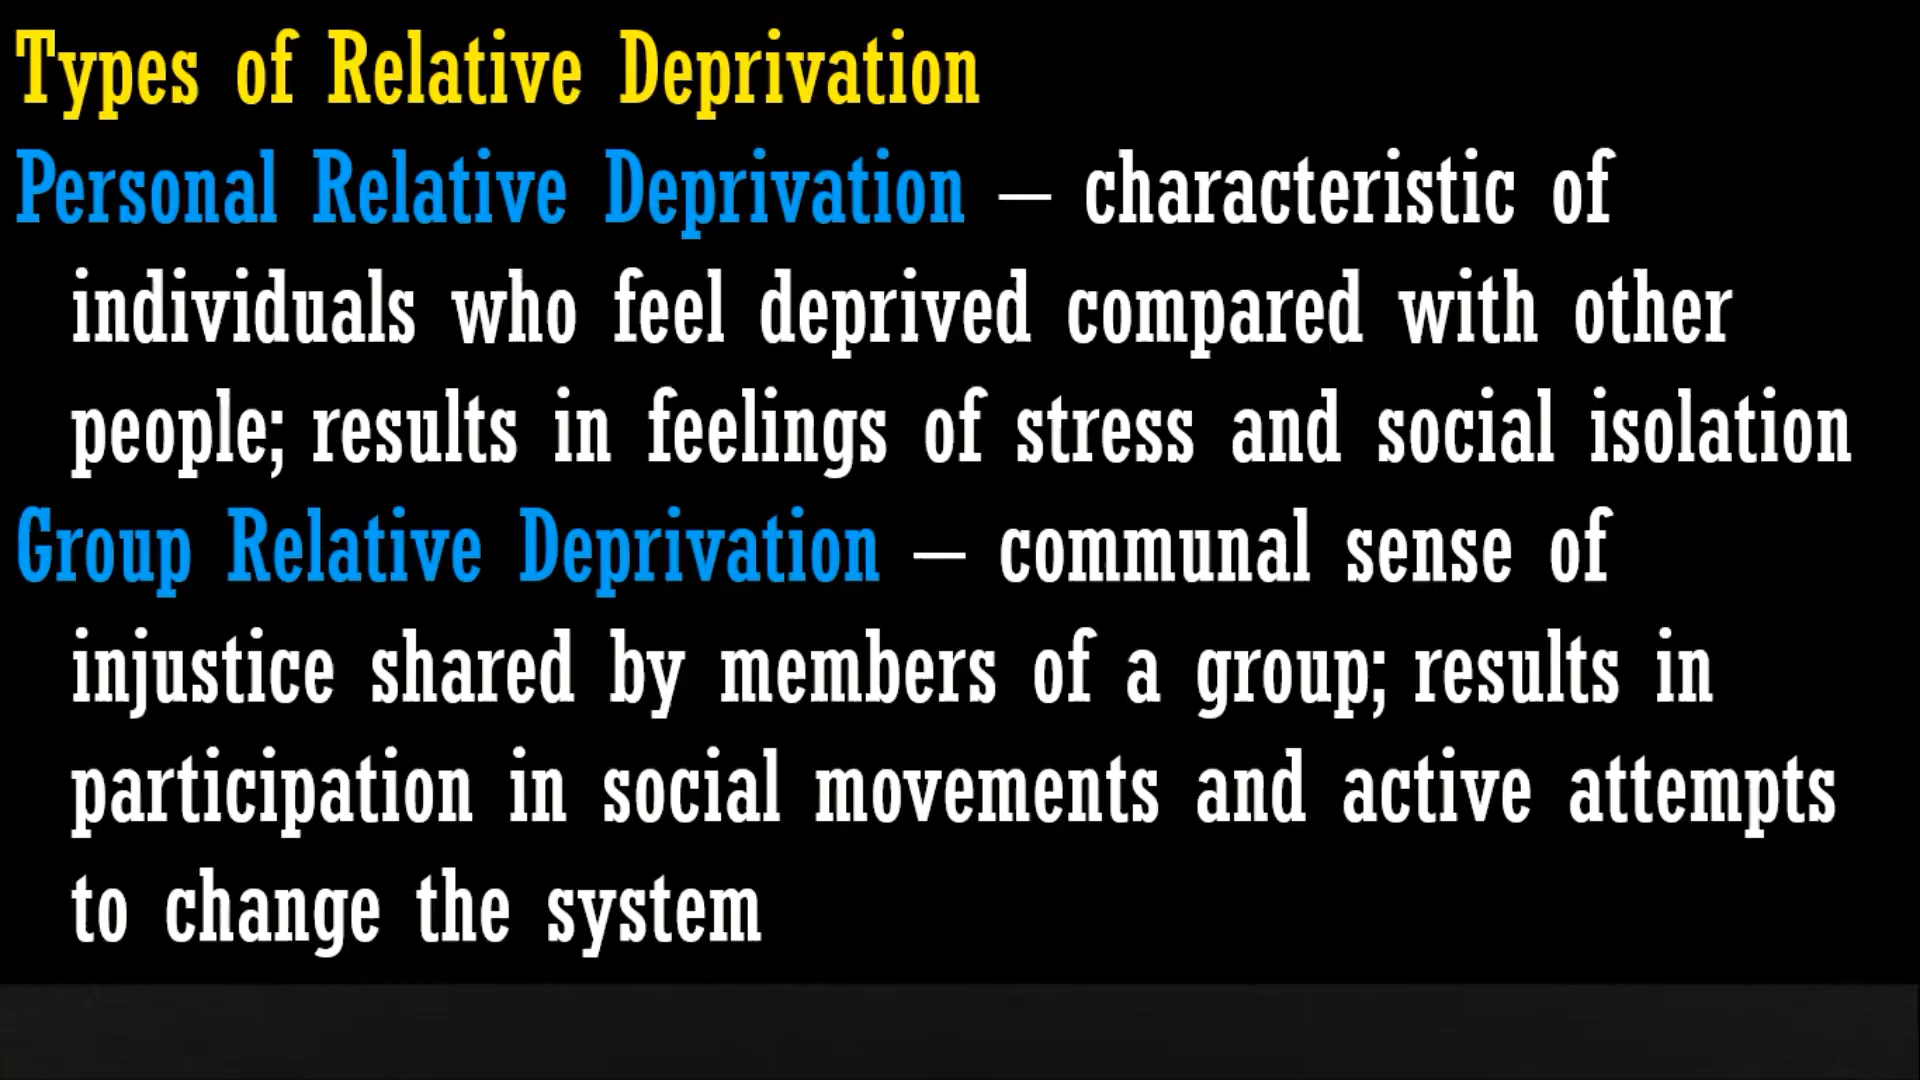 Types of Relative Deprivation
Personal Relative Deprivation – characteristic of
individuals who feel deprived compared with other
people; results in feelings of stress and social isolation
Group Relative Deprivation – communal sense of
injustice shared by members of a group; results in
participation in social movements and active attempts
to change the system